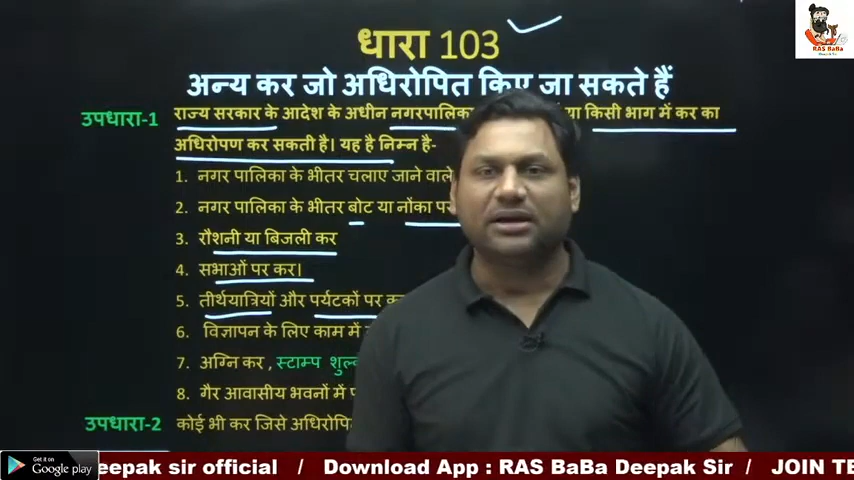 धारा 103
अन्य कर जो अधिरोपित किए जा सकते हैं
उपधारा-1 राज्य सरकार के आदेश के अधीन या किसी भाग में कर का
अधिरोपण कर सकती है। यह है निम्न है-
1. नगर पालिका के भीतर चलाए जाने वाले
2. नगर पालिका के भीतर बोट या नोंका पर
3. रौशनी या बिजली कर
4. सभाओं पर कर।
5. तीर्थयात्रियों और पर्यटकों पर
6. विज्ञापन के लिए काम में
7. अग्नि कर , स्टाम्प
8. गैर आवासीय भवनों में
उपधारा-2 कोई भी कर जिसे
RAS BaBa
GET IT ON
Google play
eepak sir official / Download App : RAS BaBa Deepak Sir / JOIN TE